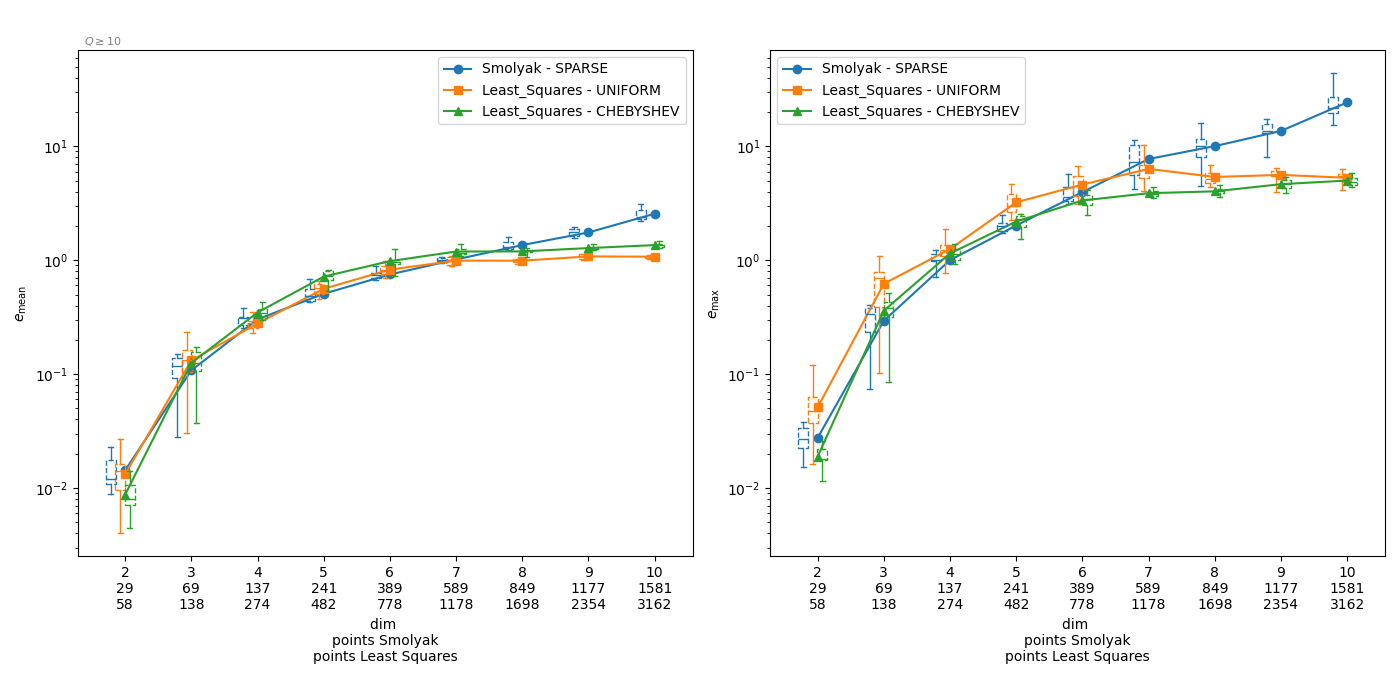 Q ≥ 10
Smolyak - SPARSE
Least_Squares - UNIFORM
Least_Squares - CHEBYSHEV
10^1
10^0
10^-1
10^-2
e_mean
2 3 4 5 6 7 8 9 10
29 69 137 241 389 589 849 1177 1581
58 138 274 482 778 1178 1698 2354 3162
dim
points Smolyak
points Least Squares
Smolyak - SPARSE
Least_Squares - UNIFORM
Least_Squares - CHEBYSHEV
10^1
10^0
10^-1
10^-2
e_max
2 3 4 5 6 7 8 9 10
29 69 137 241 389 589 849 1177 1581
58 138 274 482 778 1178 1698 2354 3162
dim
points Smolyak
points Least Squares